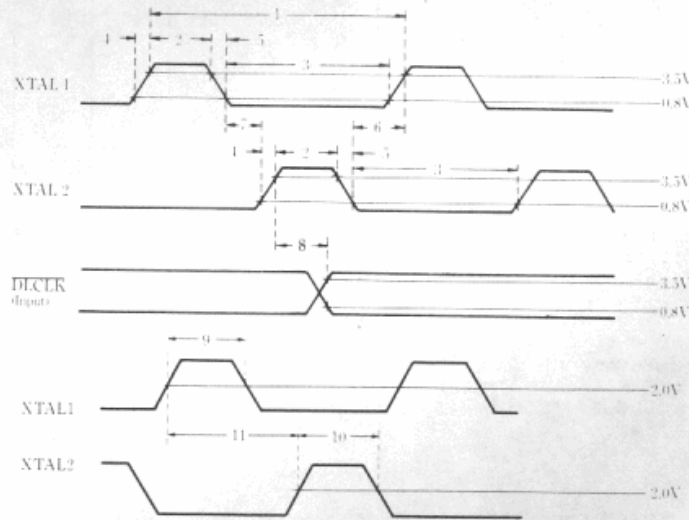 1
4 2 5
XTAL 1
3
3.5V
0.8V
7 6
4 2 5
3
XTAL 2
3.5V
0.8V
8
DLCLK
(Input)
3.5V
0.8V
9
2.0V
XTAL1
11 10
XTAL2
2.0V